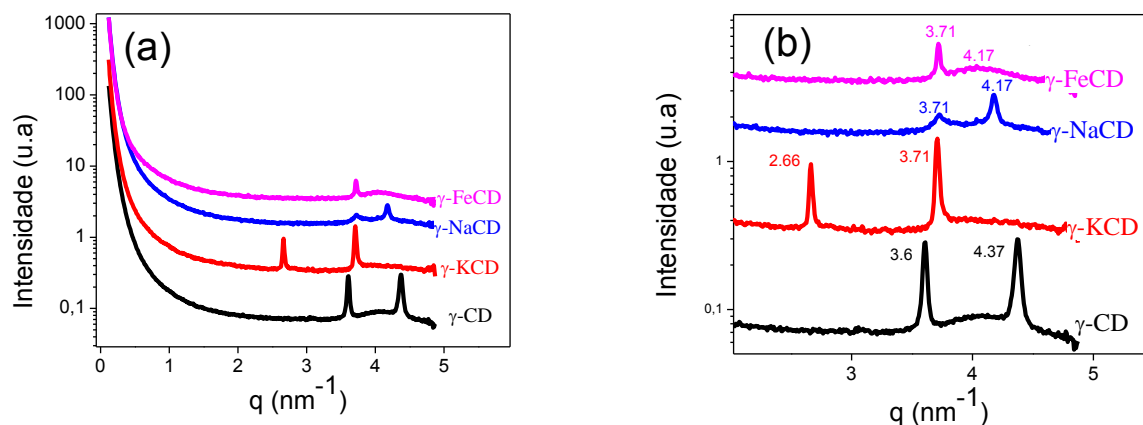 (a)
Intensidade (u.a)
1000
100
10
1
0,1
γ-FeCD
γ-NaCD
γ-KCD
γ-CD
0 1 2 3 4 5
q (nm-1)
(b)
Intensidade (u.a)
1
0,1
3.71
4.17
γ-FeCD
3.71
4.17
γ-NaCD
2.66
3.71
γ-KCD
3.6
4.37
γ-CD
3 4 5
q (nm-1)